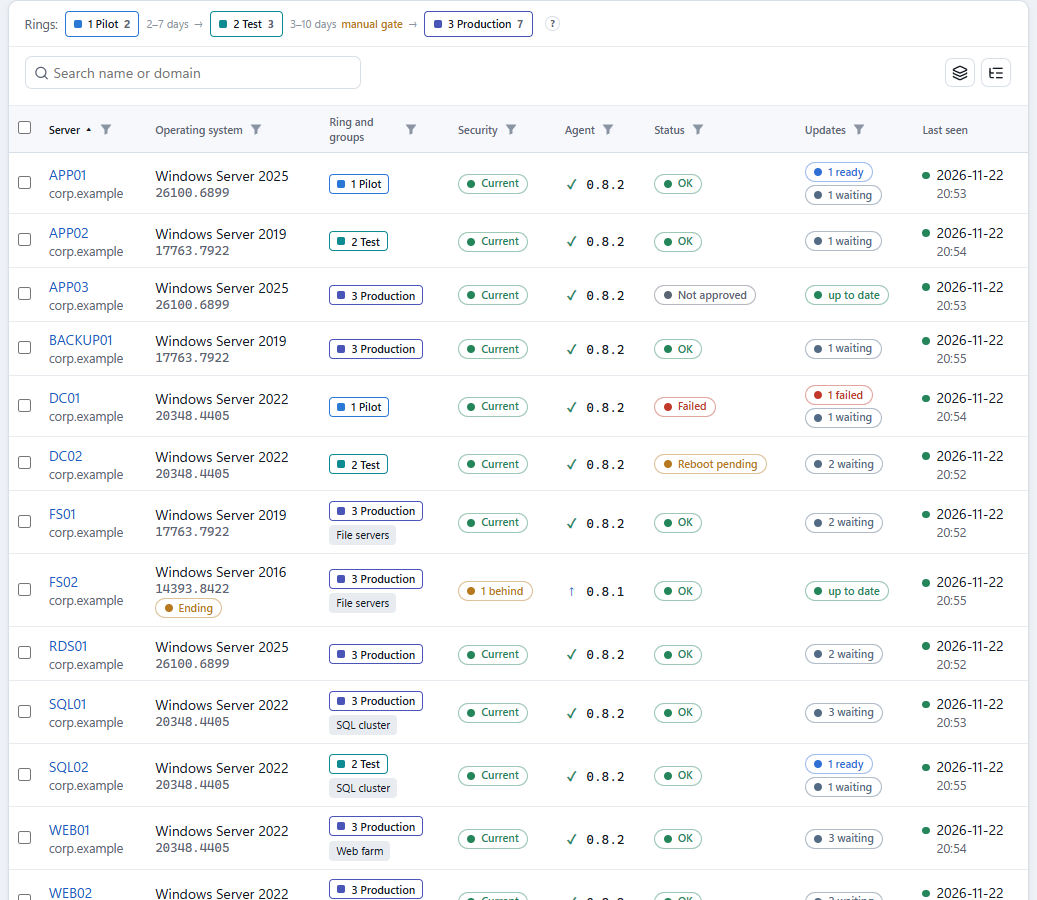 Rings: 1 Pilot 2 2–7 days → 2 Test 3 3–10 days manual gate → 3 Production 7 ?
Search name or domain
Server Operating system Ring and groups Security Agent Status Updates Last seen
APP01 Windows Server 2025 1 Pilot Current ✓ 0.8.2 OK 1 ready 2026-11-22
corp.example 26100.6899 1 waiting 20:53
APP02 Windows Server 2019 2 Test Current ✓ 0.8.2 OK 1 waiting 2026-11-22
corp.example 17763.7922 20:54
APP03 Windows Server 2025 3 Production Current ✓ 0.8.2 Not approved up to date 2026-11-22
corp.example 26100.6899 20:53
BACKUP01 Windows Server 2019 3 Production Current ✓ 0.8.2 OK 1 waiting 2026-11-22
corp.example 17763.7922 20:55
DC01 Windows Server 2022 1 Pilot Current ✓ 0.8.2 Failed 1 failed 2026-11-22
corp.example 20348.4405 1 waiting 20:54
DC02 Windows Server 2022 2 Test Current ✓ 0.8.2 Reboot pending 2 waiting 2026-11-22
corp.example 20348.4405 20:52
FS01 Windows Server 2019 3 Production Current ✓ 0.8.2 OK 2 waiting 2026-11-22
corp.example 17763.7922 File servers 20:52
FS02 Windows Server 2016 3 Production 1 behind ↑ 0.8.1 OK up to date 2026-11-22
corp.example 14393.8422 File servers 20:55
Ending
RDS01 Windows Server 2025 3 Production Current ✓ 0.8.2 OK 2 waiting 2026-11-22
corp.example 26100.6899 20:52
SQL01 Windows Server 2022 3 Production Current ✓ 0.8.2 OK 3 waiting 2026-11-22
corp.example 20348.4405 SQL cluster 20:53
SQL02 Windows Server 2022 2 Test Current ✓ 0.8.2 OK 1 ready 2026-11-22
corp.example 20348.4405 SQL cluster 1 waiting 20:55
WEB01 Windows Server 2022 3 Production Current ✓ 0.8.2 OK 3 waiting 2026-11-22
corp.example 20348.4405 Web farm 20:54
WEB02 Windows Server 2022 3 Production 2026-11-22